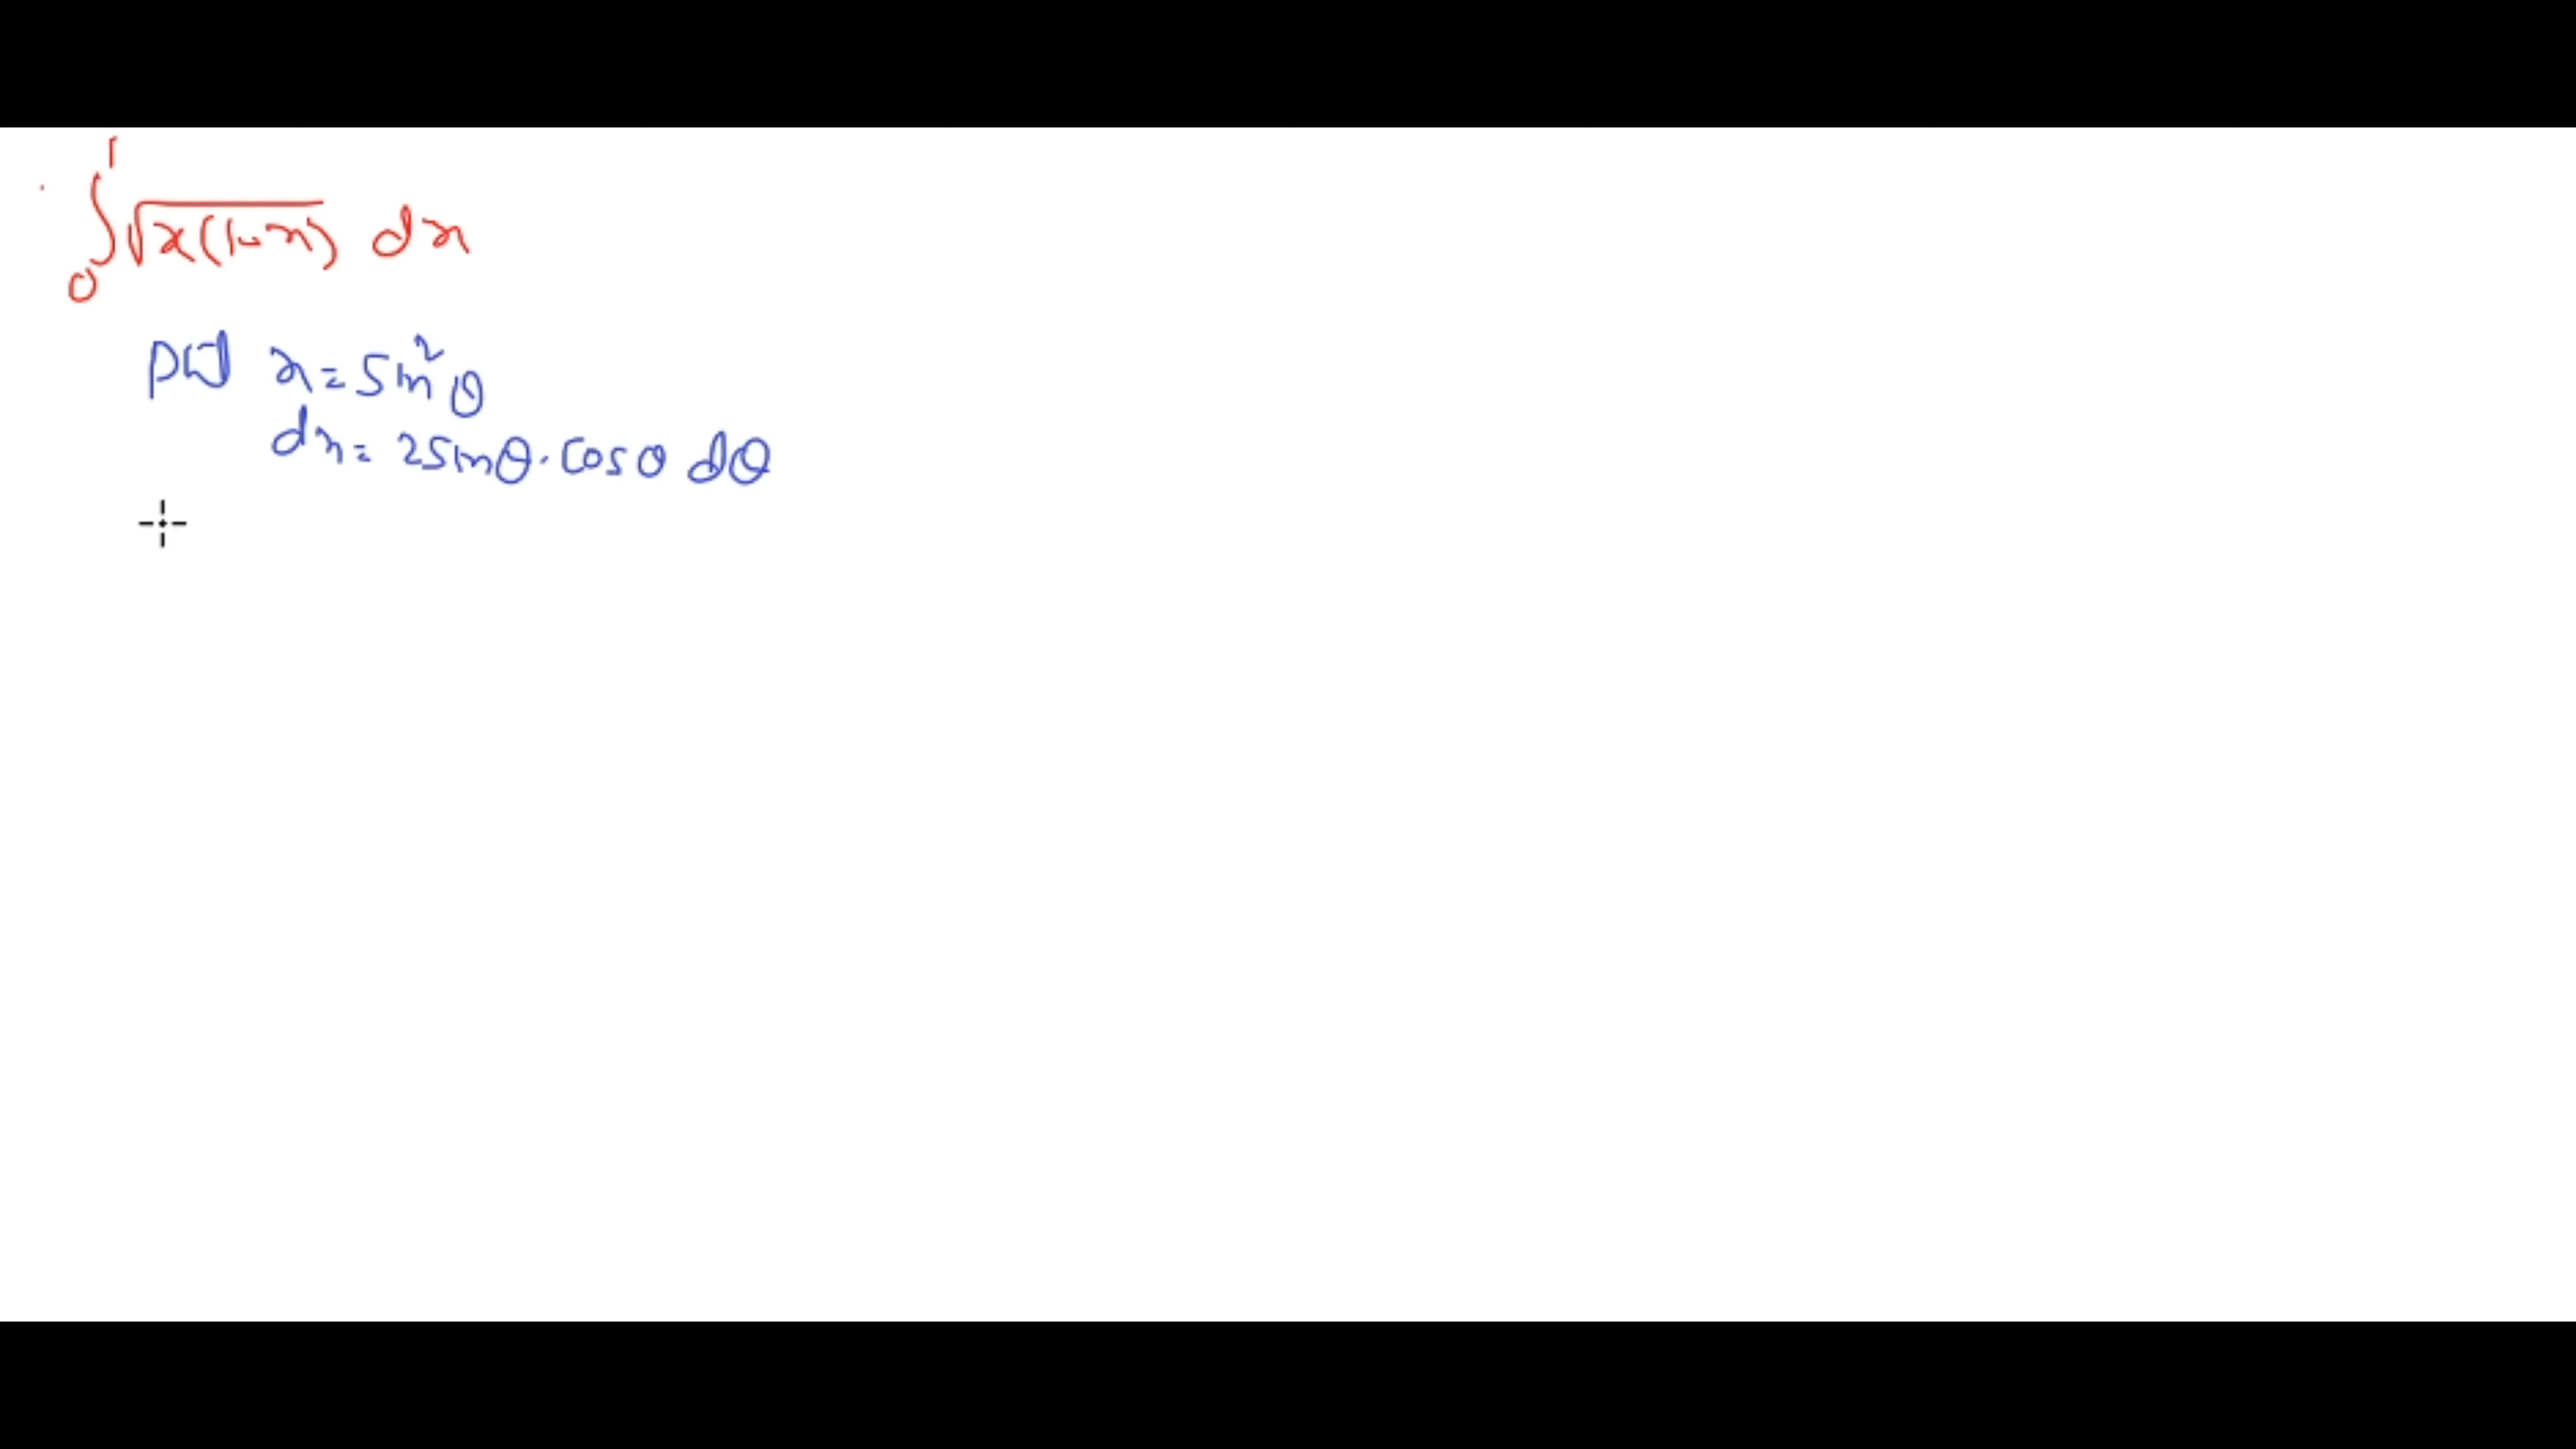 ∫₀¹ √x(1-x) dx
put x = sin²θ
dx = 2sinθ·cosθ dθ